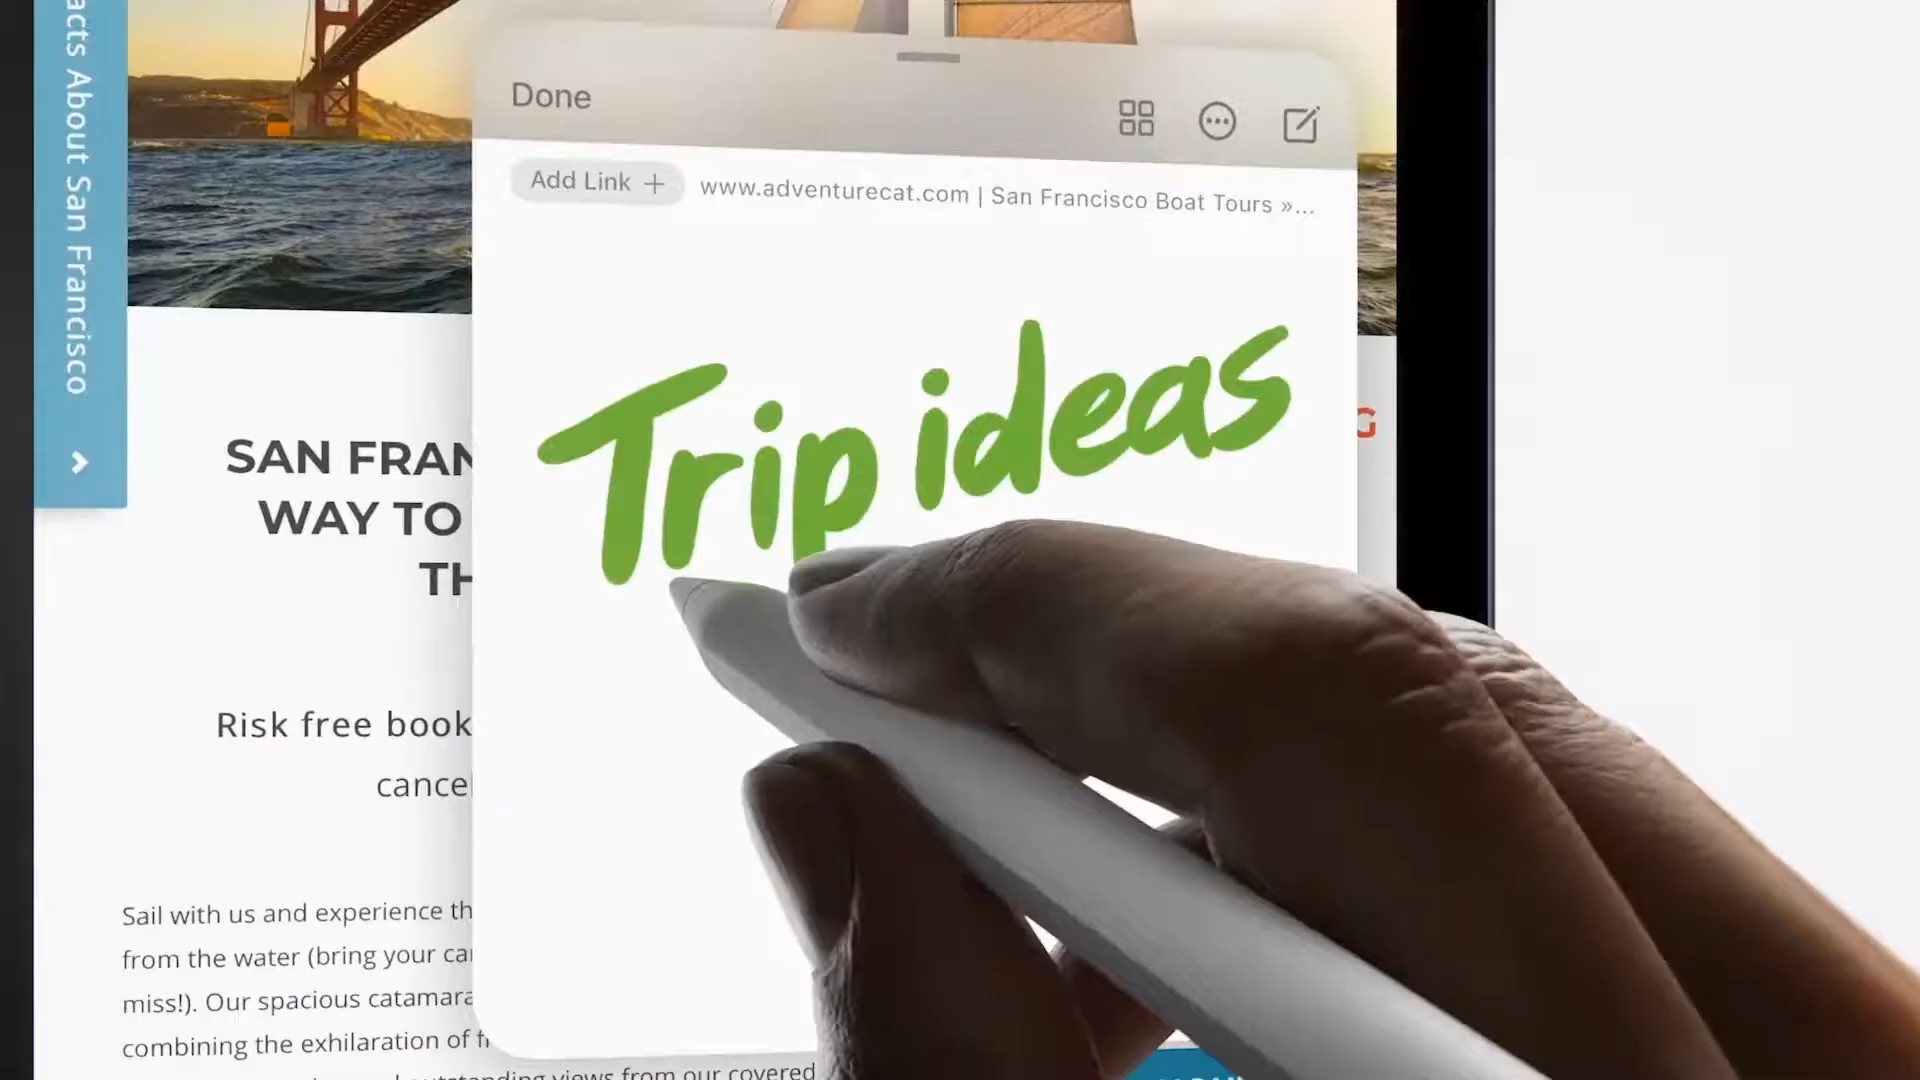 acts About San Francisco
Done
Add Link +
www.adventurecat.com | San Francisco Boat Tours »...
Trip ideas
SAN FRAN
WAY TO
TH
G
Risk free book
cancel
Sail with us and experience th
from the water (bring your ca
miss!). Our spacious catamara
combining the exhilaration of f
outstanding views from our covered